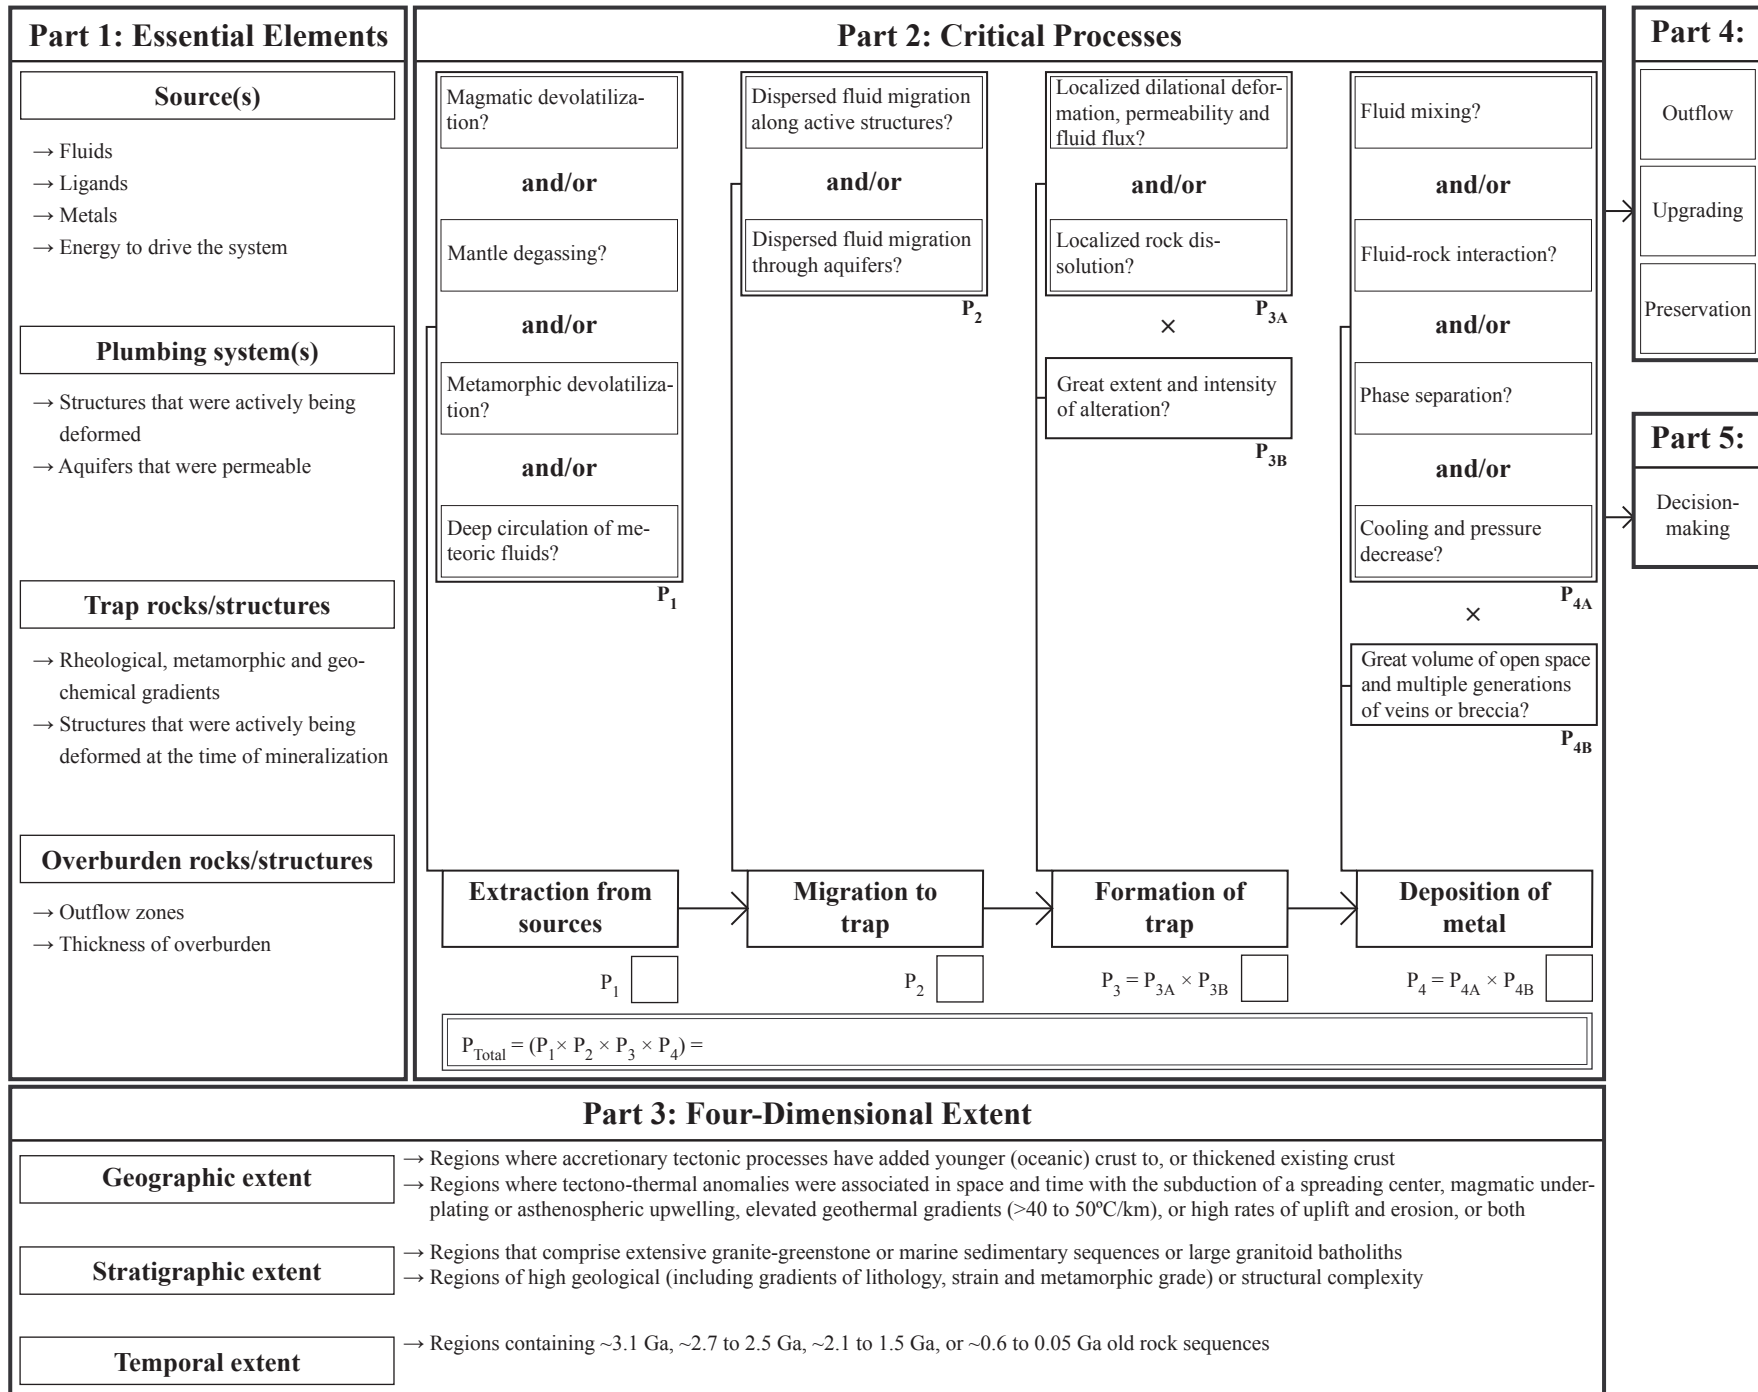 Part 1: Essential Elements
Source(s)
→ Fluids
→ Ligands
→ Metals
→ Energy to drive the system
Plumbing system(s)
→ Structures that were actively being
deformed
→ Aquifers that were permeable
Trap rocks/structures
→ Rheological, metamorphic and geo-
chemical gradients
→ Structures that were actively being
deformed at the time of mineralization
Overburden rocks/structures
→ Outflow zones
→ Thickness of overburden
Part 2: Critical Processes
Magmatic devolatiliza-
tion?
and/or
Mantle degassing?
and/or
Metamorphic devolatiliza-
tion?
and/or
Deep circulation of me-
teoric fluids?
P1
Extraction from
sources
P1
Dispersed fluid migration
along active structures?
and/or
Dispersed fluid migration
through aquifers?
P2
Migration to
trap
P2
Localized dilational defor-
mation, permeability and
fluid flux?
and/or
Localized rock dis-
solution?
P3A
×
Great extent and intensity
of alteration?
P3B
Formation of
trap
P3 = P3A × P3B
Fluid mixing?
and/or
Fluid-rock interaction?
and/or
Phase separation?
and/or
Cooling and pressure
decrease?
P4A
×
Great volume of open space
and multiple generations
of veins or breccia?
P4B
Deposition of
metal
P4 = P4A × P4B
PTotal = (P1× P2 × P3 × P4) =
Part 4:
Outflow
Upgrading
Preservation
Part 5:
Decision-
making
Part 3: Four-Dimensional Extent
Geographic extent
→ Regions where accretionary tectonic processes have added younger (oceanic) crust to, or thickened existing crust
→ Regions where tectono-thermal anomalies were associated in space and time with the subduction of a spreading center, magmatic under-
plating or asthenospheric upwelling, elevated geothermal gradients (>40 to 50ºC/km), or high rates of uplift and erosion, or both
Stratigraphic extent
→ Regions that comprise extensive granite-greenstone or marine sedimentary sequences or large granitoid batholiths
→ Regions of high geological (including gradients of lithology, strain and metamorphic grade) or structural complexity
Temporal extent
→ Regions containing ~3.1 Ga, ~2.7 to 2.5 Ga, ~2.1 to 1.5 Ga, or ~0.6 to 0.05 Ga old rock sequences